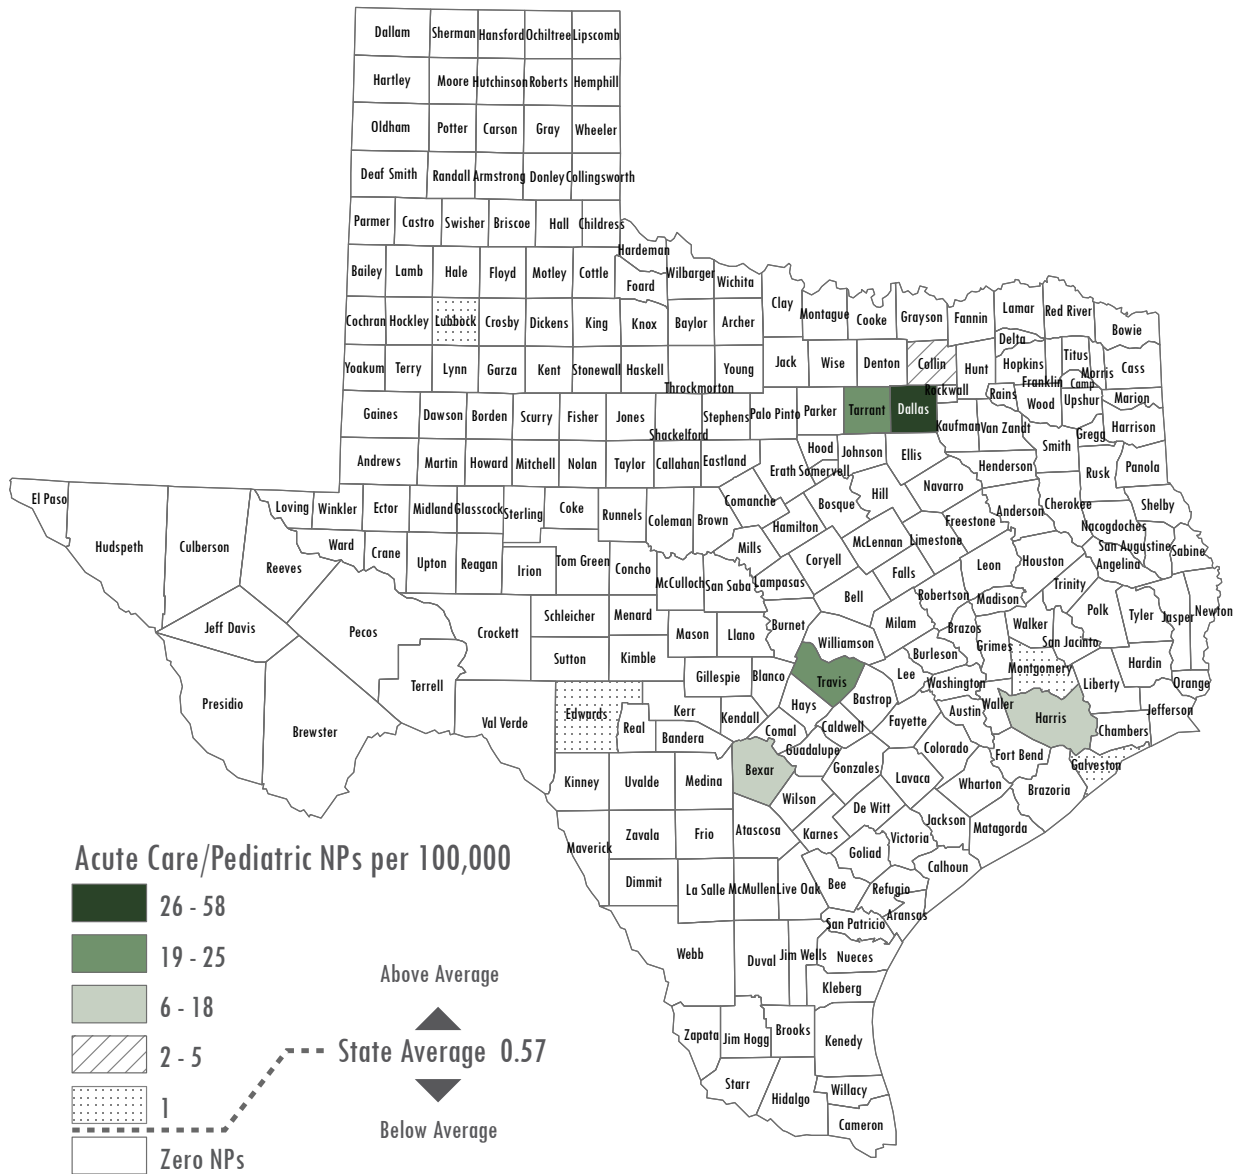 Dallam Sherman Hansford Ochiltree Lipscomb
Hartley Moore Hutchinson Roberts Hemphill
Oldham Potter Carson Gray Wheeler
Deaf Smith Randall Armstrong Donley Collingsworth
Parmer Castro Swisher Briscoe Hall Childress
Hardeman
Bailey Lamb Hale Floyd Motley Cottle Foard Wilbarger Wichita
Clay Montague Cooke Grayson Fannin Lamar Red River Bowie
Cochran Hockley Lubbock Crosby Dickens King Knox Baylor Archer
Delta
Yoakum Terry Lynn Garza Kent Stonewall Haskell Throckmorton Young Jack Wise Denton Collin Hunt Hopkins Franklin Titus Camp Morris Cass
Rockwall Rains Wood Upshur Marion
Gaines Dawson Borden Scurry Fisher Jones Shackelford Stephens Palo Pinto Parker Tarrant Dallas Kaufman Van Zandt Smith Gregg Harrison
Andrews Martin Howard Mitchell Nolan Taylor Callahan Eastland Erath Hood Somervell Johnson Ellis Henderson Rusk Panola
El Paso Hudspeth Culberson Reeves Loving Winkler Ector Midland Glasscock Sterling Coke Runnels Coleman Brown Comanche Hamilton Bosque Hill Navarro Freestone Anderson Cherokee Nacogdoches Shelby
Ward Crane Upton Reagan Irion Tom Green Concho McCulloch San Saba Mills Lampasas Coryell McLennan Limestone Falls Leon Houston Angelina San Augustine Sabine
Jeff Davis Pecos Crockett Schleicher Menard Mason Llano Burnet Bell Milam Robertson Madison Brazos Grimes Walker Trinity Polk San Jacinto Tyler Jasper Newton
Presidio Brewster Terrell Val Verde Sutton Kimble Gillespie Blanco Williamson Travis Bastrop Lee Burleson Washington Montgomery Liberty Hardin Orange
Edwards Real Kerr Bandera Kendall Hays Comal Caldwell Guadalupe Fayette Austin Waller Harris Chambers Jefferson
Kinney Uvalde Medina Bexar Wilson Gonzales Lavaca Colorado Wharton Fort Bend Brazoria Galveston
Maverick Zavala Frio Atascosa Karnes De Witt Victoria Jackson Matagorda
Dimmit La Salle McMullen Live Oak Bee Goliad Refugio Calhoun Aransas San Patricio
Webb Duval Jim Wells Nueces Kleberg
Zapata Jim Hogg Brooks Kenedy
Starr Hidalgo Willacy Cameron
Acute Care/Pediatric NPs per 100,000
26 - 58
19 - 25
6 - 18
2 - 5
1
Zero NPs
Above Average
State Average 0.57
Below Average